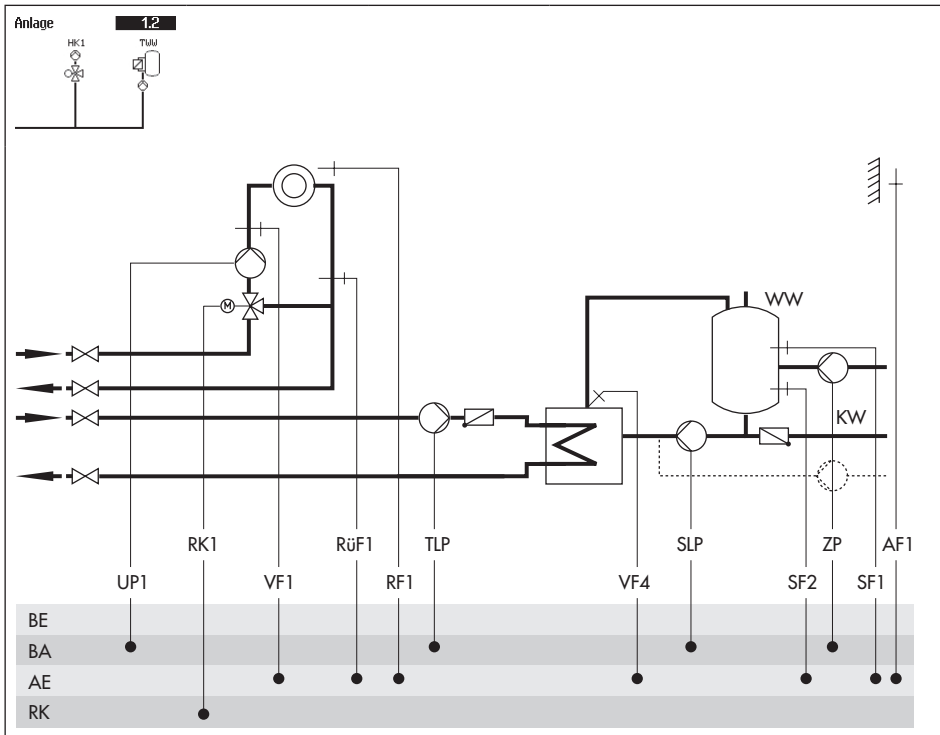 Anlage 1.2
HK1 TWW
M
WW
KW
RK1 RüF1 TLP SLP ZP AF1
UP1 VF1 RF1 VF4 SF2 SF1
BE
BA
AE
RK